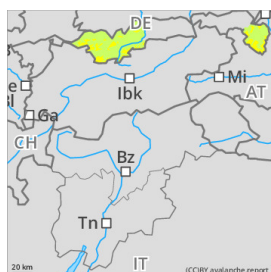 DE
Mi
AT
Ibk
Ga
CH
Bz
Tn
IT
20 km
(CC)BY avalanche.report